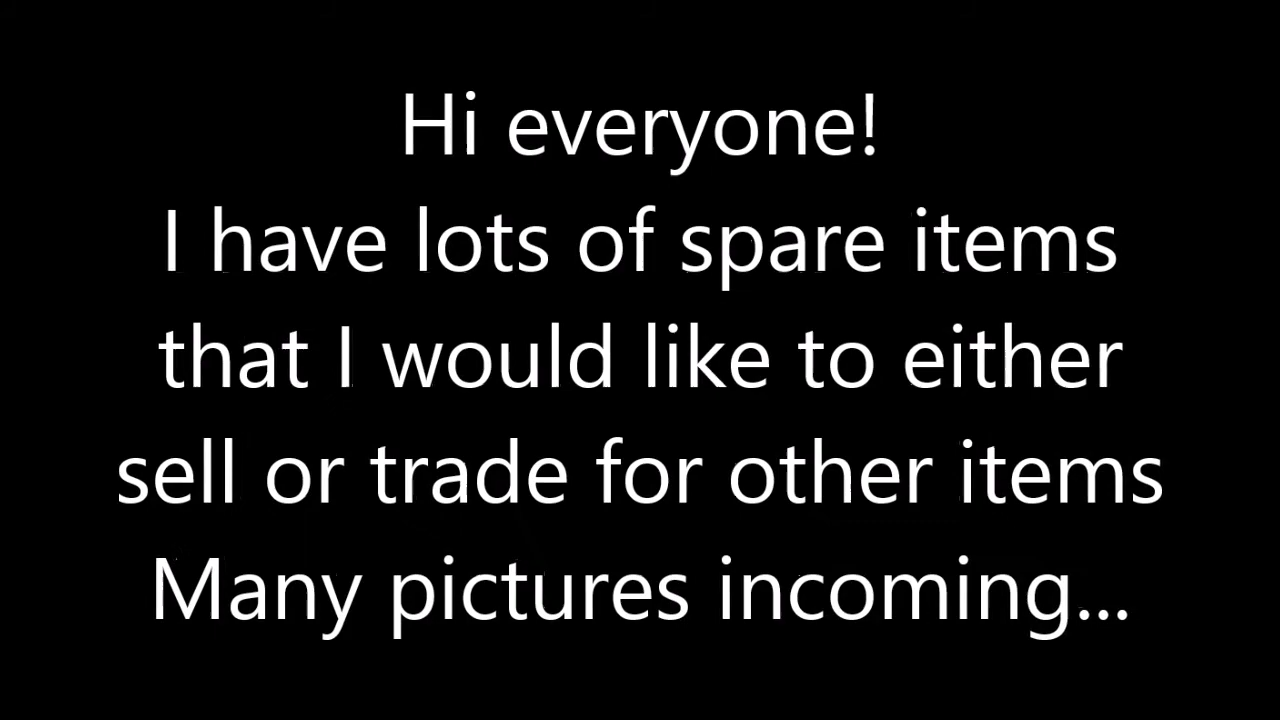 Hi everyone!
I have lots of spare items
that I would like to either
sell or trade for other items
Many pictures incoming...